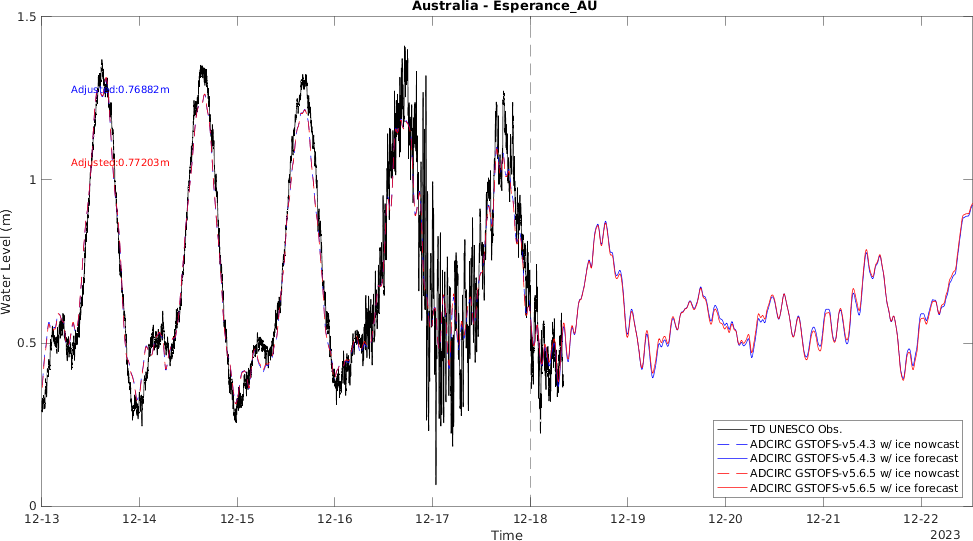 Australia - Esperance_AU
1.5
Adjusted:0.76882m
Adjusted:0.77203m
1
Water Level (m)
0.5
0
TD UNESCO Obs.
ADCIRC GSTOFS-v5.4.3 w/ ice nowcast
ADCIRC GSTOFS-v5.4.3 w/ ice forecast
ADCIRC GSTOFS-v5.6.5 w/ ice nowcast
ADCIRC GSTOFS-v5.6.5 w/ ice forecast
12-13 12-14 12-15 12-16 12-17 12-18 12-19 12-20 12-21 12-22
Time
2023